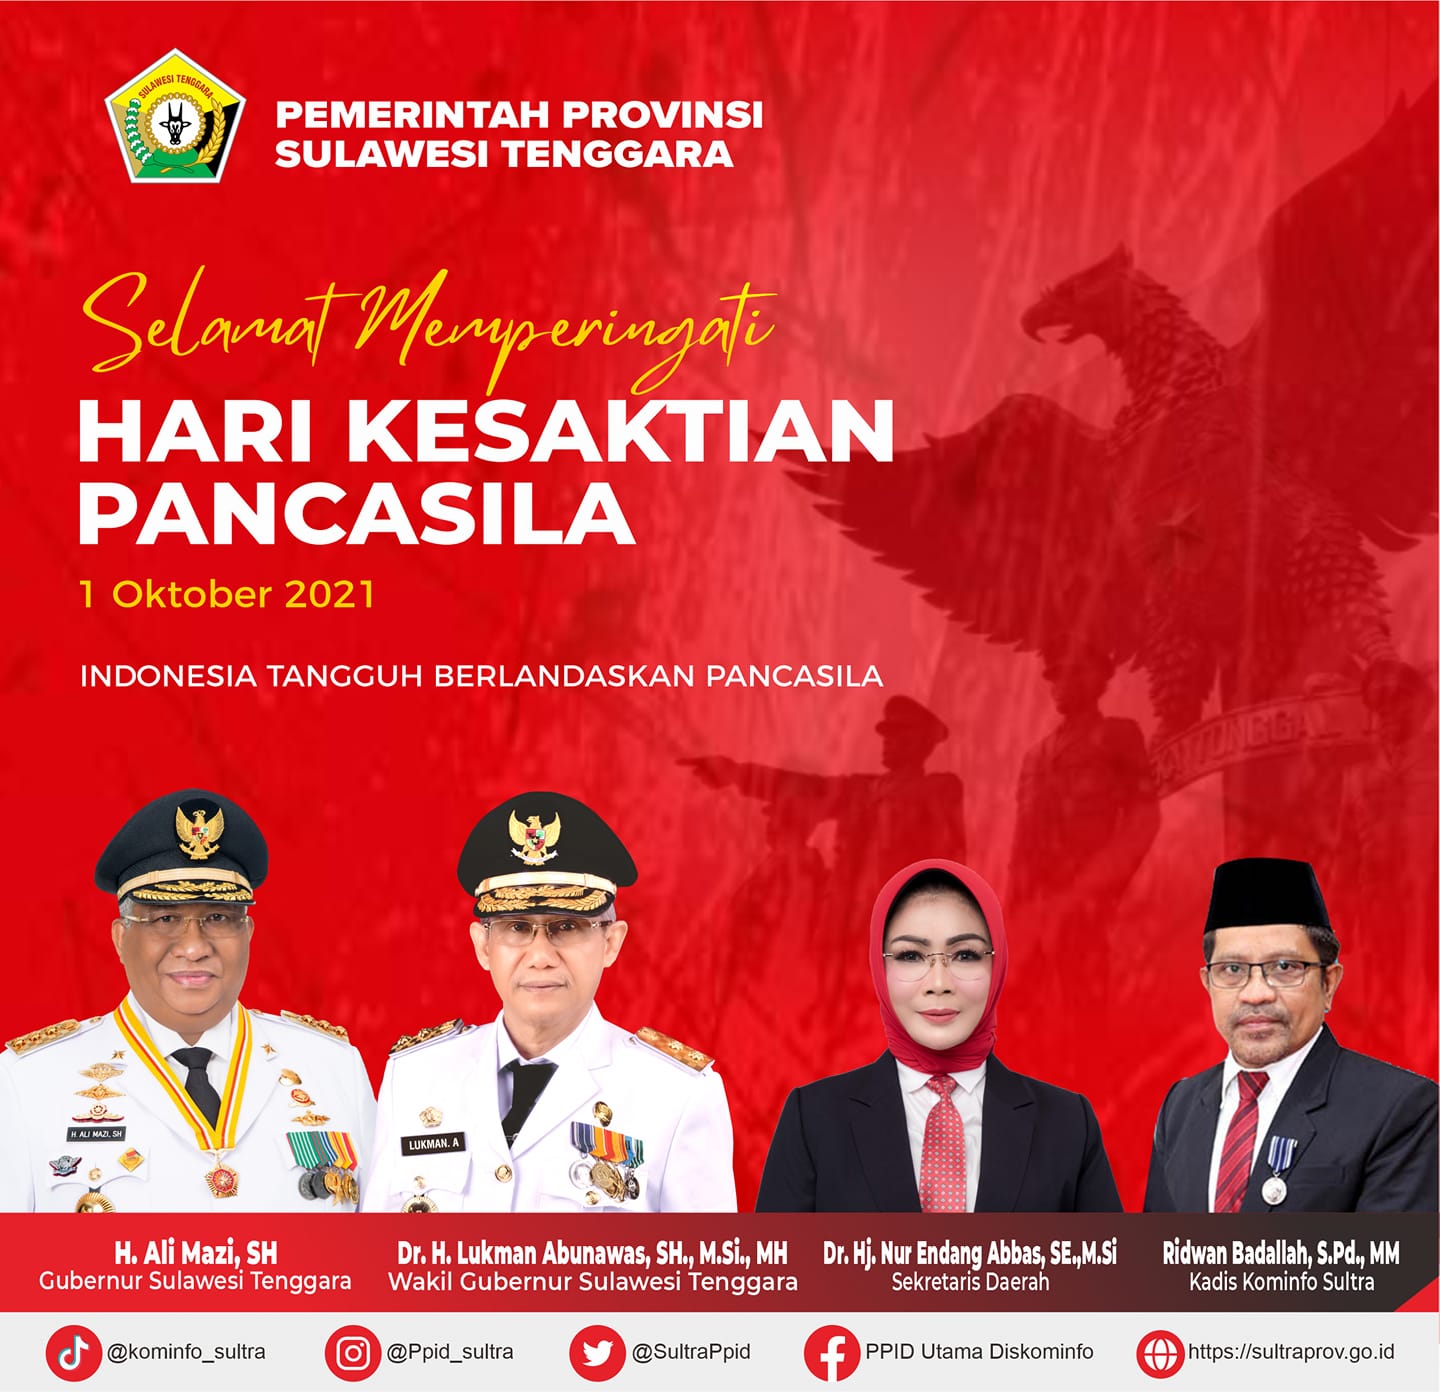 SULAWESI TENGGARA
PEMERINTAH PROVINSI
SULAWESI TENGGARA
Selamat Memperingati
HARI KESAKTIAN
PANCASILA
1 Oktober 2021
INDONESIA TANGGUH BERLANDASKAN PANCASILA
H. ALI MAZI, SH
LUKMAN. A
H. Ali Mazi, SH
Gubernur Sulawesi Tenggara
Dr. H. Lukman Abunawas, SH., M.Si., MH
Wakil Gubernur Sulawesi Tenggara
Dr. Hj. Nur Endang Abbas, SE.,M.Si
Sekretaris Daerah
Ridwan Badallah, S.Pd., MM
Kadis Kominfo Sultra
@kominfo_sultra
@Ppid_sultra
@SultraPpid
PPID Utama Diskominfo
https://sultraprov.go.id